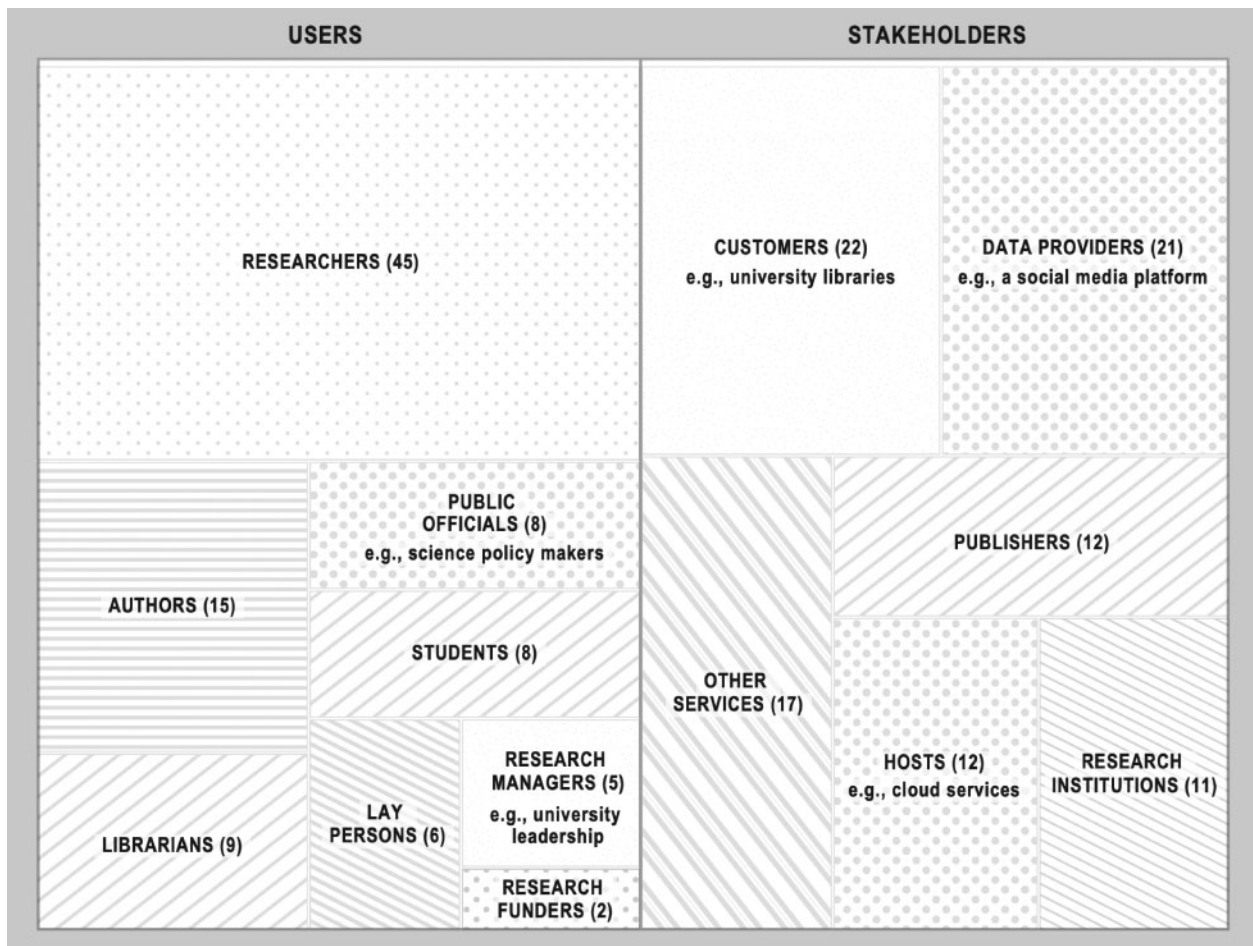 USERS
STAKEHOLDERS
RESEARCHERS (45)
CUSTOMERS (22)
e.g., university libraries
DATA PROVIDERS (21)
e.g., a social media platform
AUTHORS (15)
PUBLIC
OFFICIALS (8)
e.g., science policy makers
STUDENTS (8)
LIBRARIANS (9)
LAY
PERSONS (6)
RESEARCH
MANAGERS (5)
e.g., university
leadership
RESEARCH
FUNDERS (2)
OTHER
SERVICES (17)
PUBLISHERS (12)
HOSTS (12)
e.g., cloud services
RESEARCH
INSTITUTIONS (11)